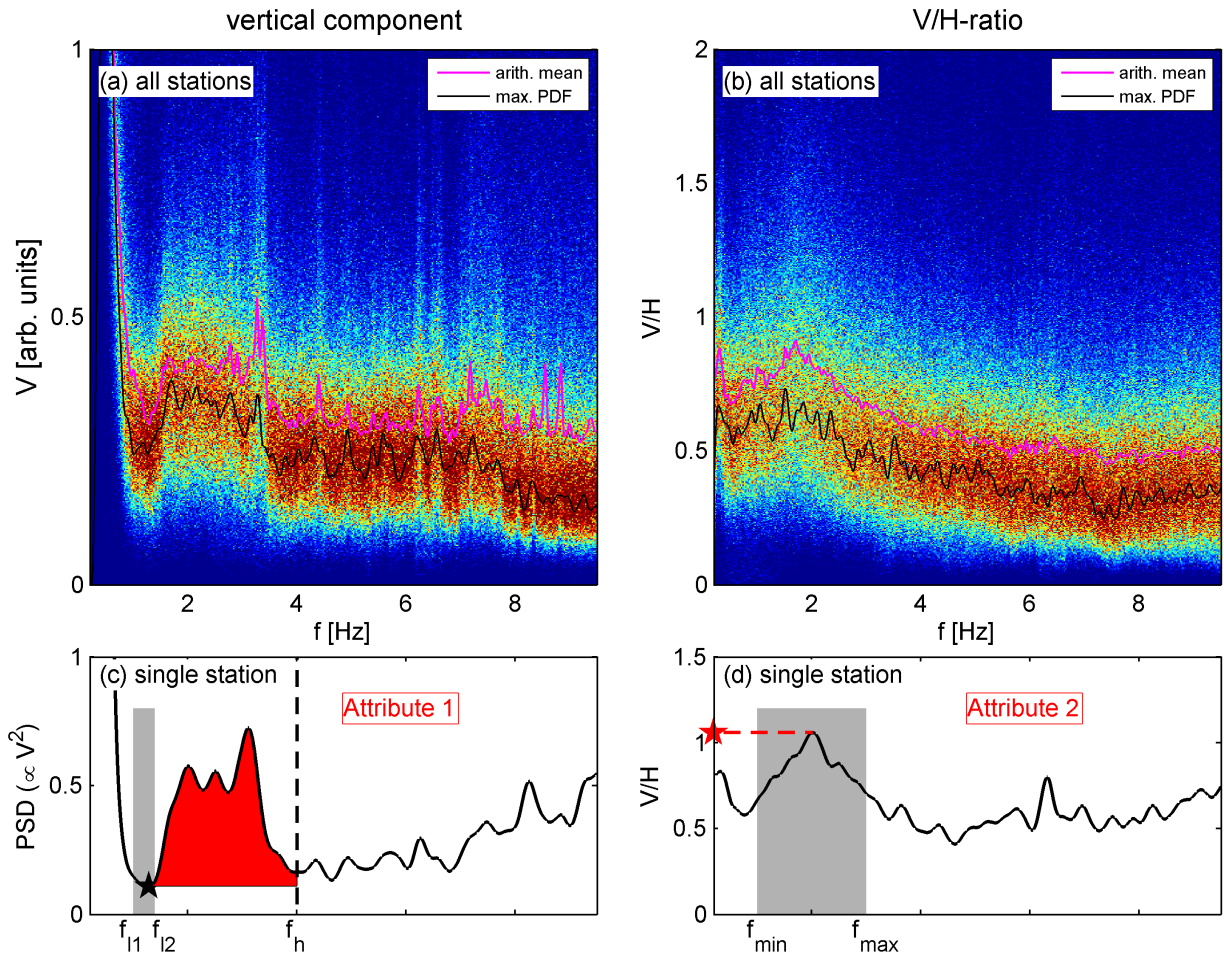 vertical component
V/H-ratio
(a) all stations
arith. mean
max. PDF
1
0.5
0
V [arb. units]
2
4
6
8
f [Hz]
(b) all stations
arith. mean
max. PDF
2
1.5
1
0.5
0
V/H
2
4
6
8
f [Hz]
(c) single station
Attribute 1
1
0.5
0
PSD (∝ V²)
f_l1
f_l2
f_h
(d) single station
Attribute 2
1.5
1
0.5
0
V/H
f_min
f_max